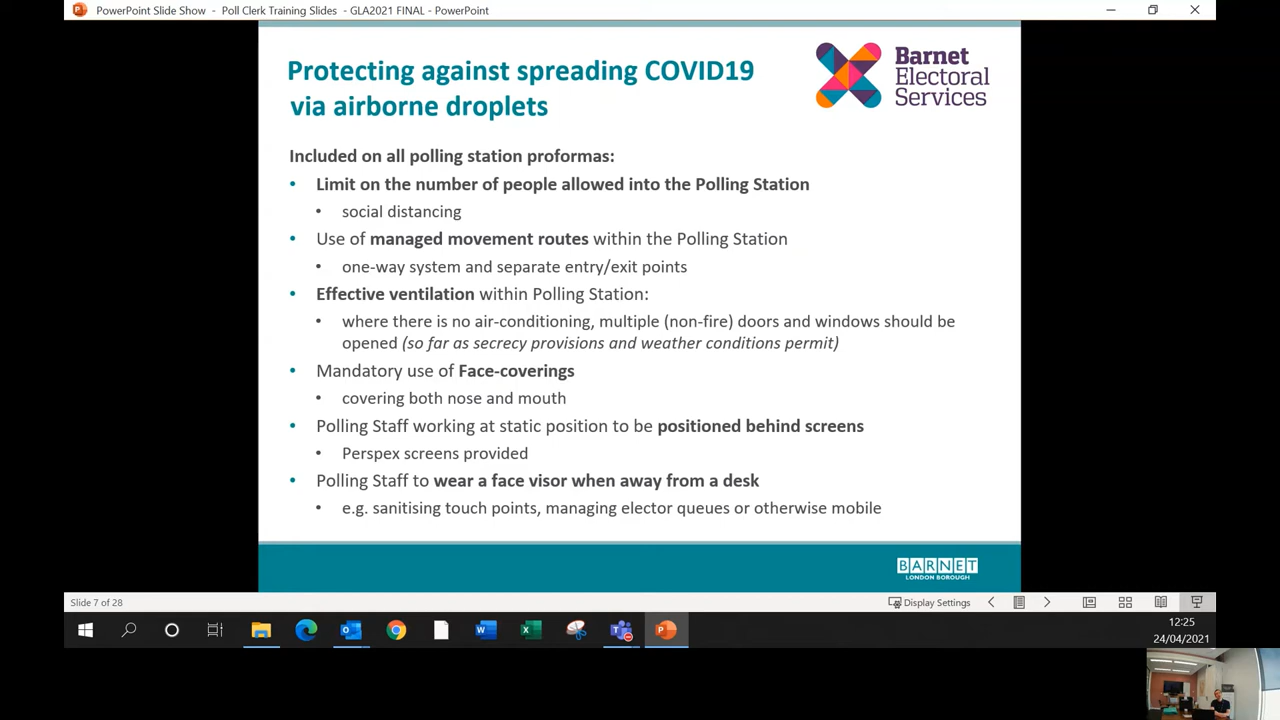 PowerPoint Slide Show - Poll Clerk Training Slides - GLA2021 FINAL - PowerPoint
Protecting against spreading COVID19
via airborne droplets
Barnet
Electoral
Services
Included on all polling station proformas:
• Limit on the number of people allowed into the Polling Station
• social distancing
• Use of managed movement routes within the Polling Station
• one-way system and separate entry/exit points
• Effective ventilation within Polling Station:
• where there is no air-conditioning, multiple (non-fire) doors and windows should be
opened (so far as secrecy provisions and weather conditions permit)
• Mandatory use of Face-coverings
• covering both nose and mouth
• Polling Staff working at static position to be positioned behind screens
• Perspex screens provided
• Polling Staff to wear a face visor when away from a desk
• e.g. sanitising touch points, managing elector queues or otherwise mobile
BARNET
LONDON BOROUGH
Slide 7 of 28
Display Settings
12:25
24/04/2021